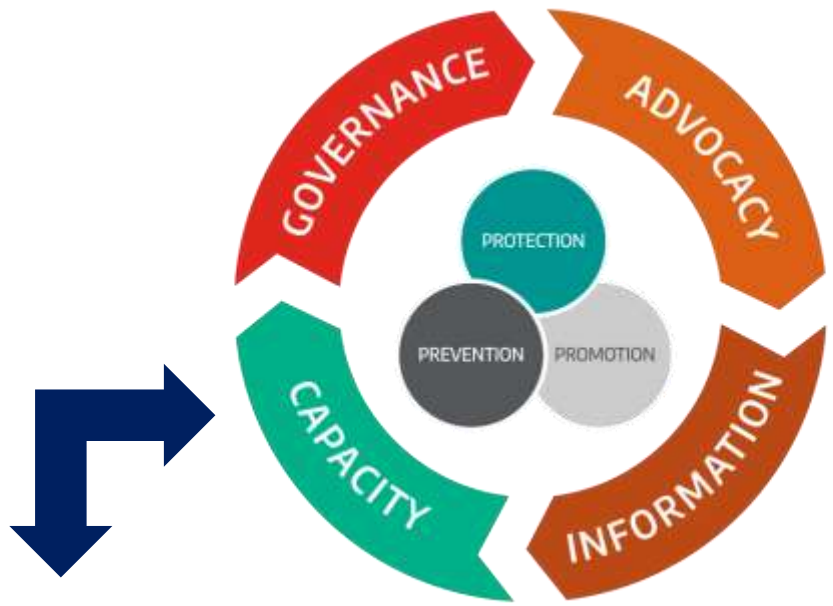 GOVERNANCE
ADVOCACY
PROTECTION
PREVENTION
PROMOTION
CAPACITY
INFORMATION